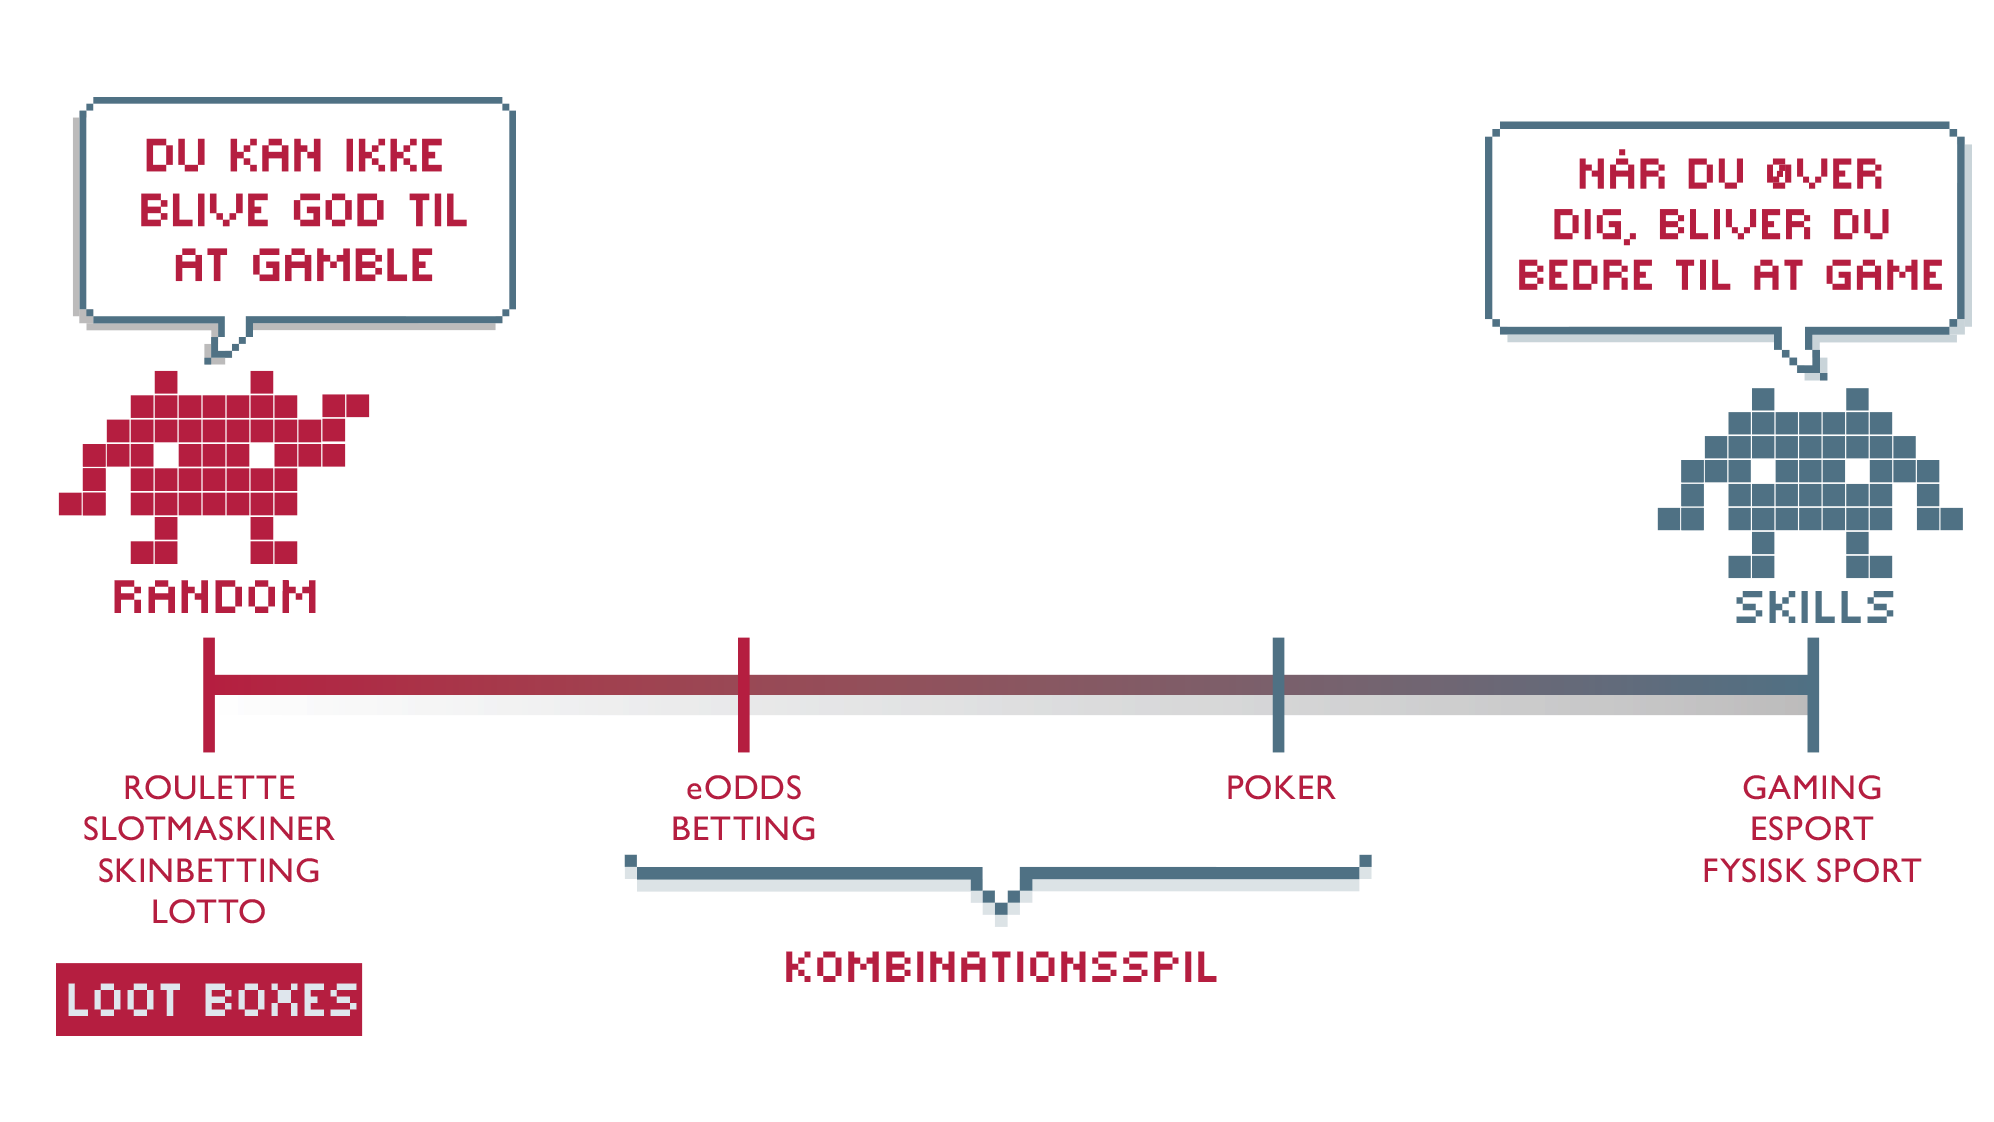 DU KAN IKKE
BLIVE GOD TIL
AT GAMBLE
NÅR DU ØVER
DIG, BLIVER DU
BEDRE TIL AT GAME
RANDOM
SKILLS
ROULETTE
SLOTMASKINER
SKINBETTING
LOTTO
LOOT BOXES
eODDS
BETTING
POKER
KOMBINATIONSSPIL
GAMING
ESPORT
FYSISK SPORT